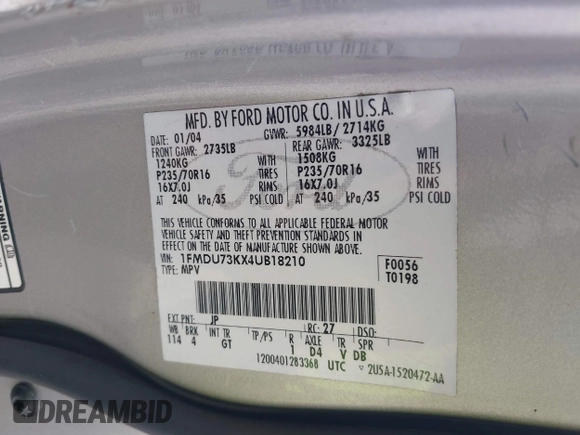 MFD. BY FORD MOTOR CO. IN U.S.A.
DATE: 01/04 GVWR: 5984LB/ 2714KG
FRONT GAWR: 2735LB REAR GAWR: 3325LB
1240KG WITH 1508KG WITH
P235/70R16 TIRES P235/70R16 TIRES
16X7.0J RIMS 16X7.0J RIMS
AT 240 kPa/35 PSI COLD AT 240 kPa/35 PSI COLD
Ford
THIS VEHICLE CONFORMS TO ALL APPLICABLE FEDERAL MOTOR
VEHICLE SAFETY AND THEFT PREVENTION STANDARDS IN
EFFECT ON THE DATE OF MANUFACTURE SHOWN ABOVE.
VIN: 1FMDU73KX4UB18210
TYPE: MPV
F0056
T0198
EXT PNT: JP RC: 27 DSO:
WB BRK INT TR TP/PS R AXLE TR SPR
114 4 GT 1 D4 V DB
1200401283368 UTC
▽ 2U5A-1520472-AA
WARNING
DREAMBID